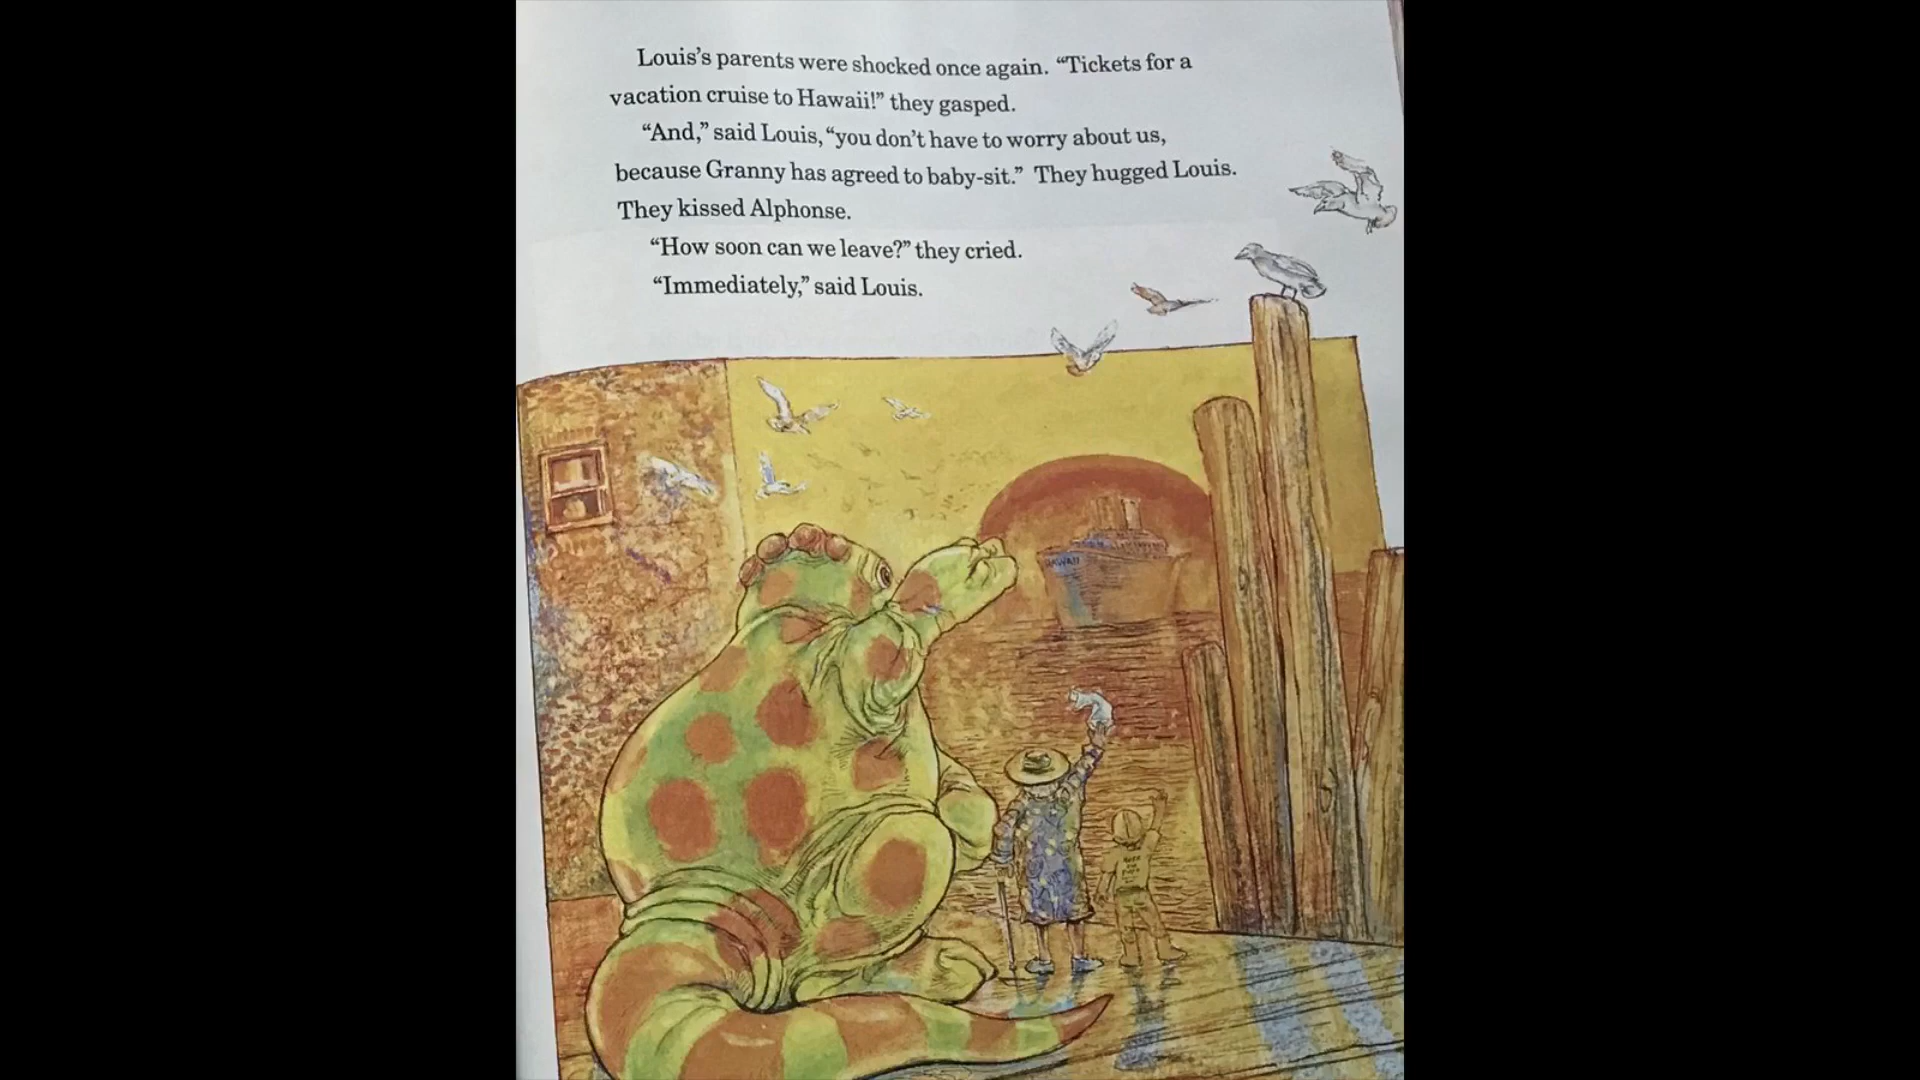 Louis's parents were shocked once again. “Tickets for a
vacation cruise to Hawaii!” they gasped.
“And,” said Louis, “you don't have to worry about us,
because Granny has agreed to baby-sit.” They hugged Louis.
They kissed Alphonse.
“How soon can we leave?” they cried.
“Immediately,” said Louis.